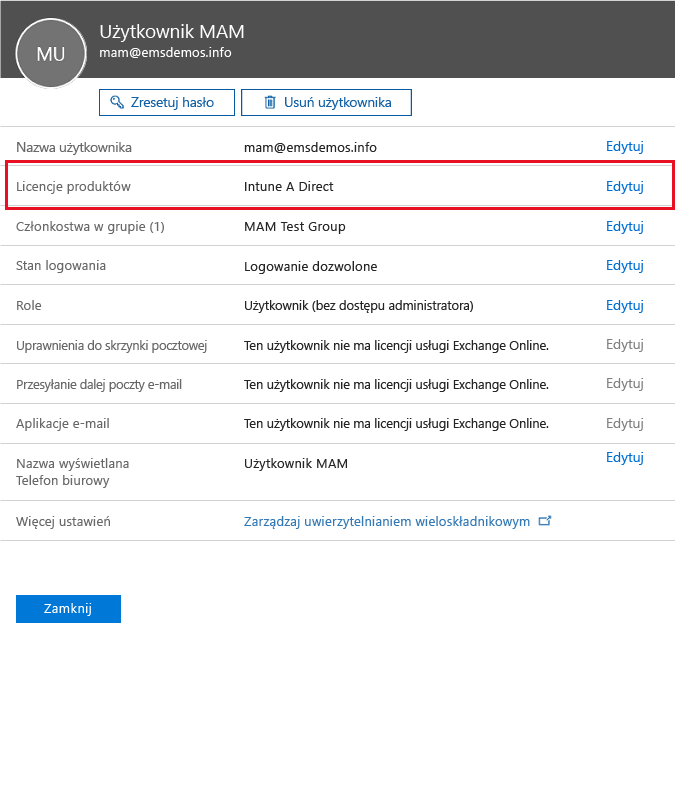 MU
Użytkownik MAM
mam@emsdemos.info
Zresetuj hasło Usuń użytkownika
Nazwa użytkownika mam@emsdemos.info Edytuj
Licencje produktów Intune A Direct Edytuj
Członkostwa w grupie (1) MAM Test Group Edytuj
Stan logowania Logowanie dozwolone Edytuj
Role Użytkownik (bez dostępu administratora) Edytuj
Uprawnienia do skrzynki pocztowej Ten użytkownik nie ma licencji usługi Exchange Online. Edytuj
Przesyłanie dalej poczty e-mail Ten użytkownik nie ma licencji usługi Exchange Online. Edytuj
Aplikacje e-mail Ten użytkownik nie ma licencji usługi Exchange Online. Edytuj
Nazwa wyświetlana Użytkownik MAM Edytuj
Telefon biurowy
Więcej ustawień Zarządzaj uwierzytelnianiem wieloskładnikowym
Zamknij